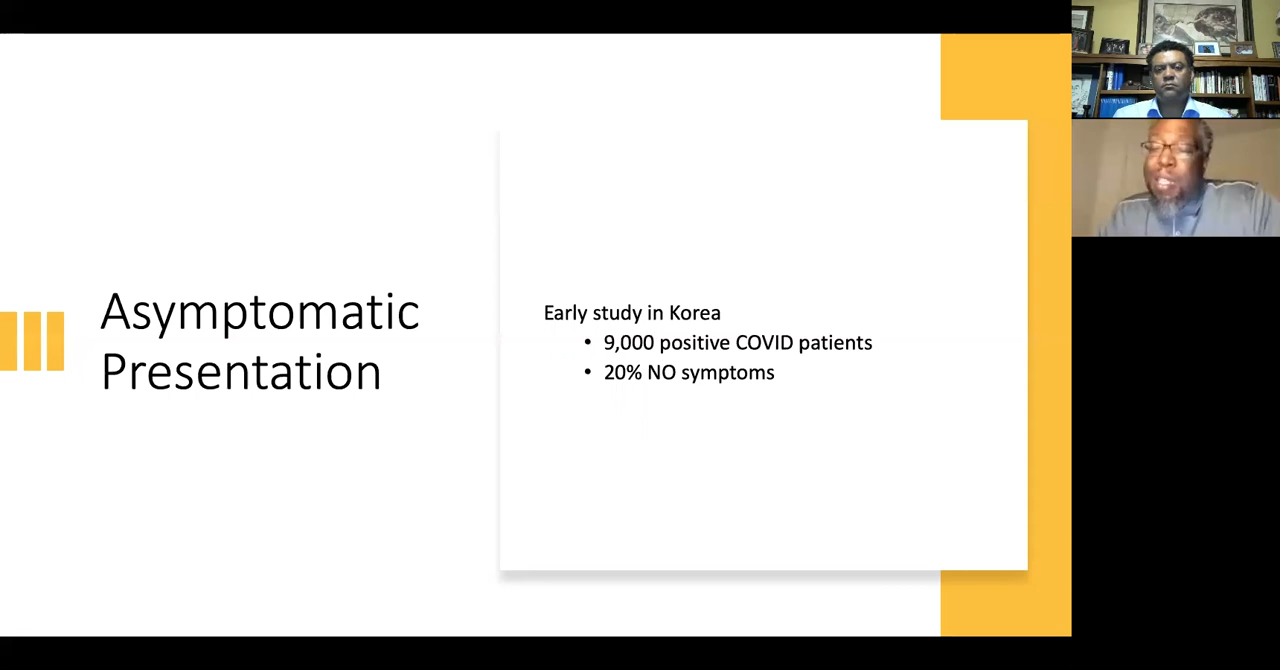 Asymptomatic
Presentation
Early study in Korea
• 9,000 positive COVID patients
• 20% NO symptoms